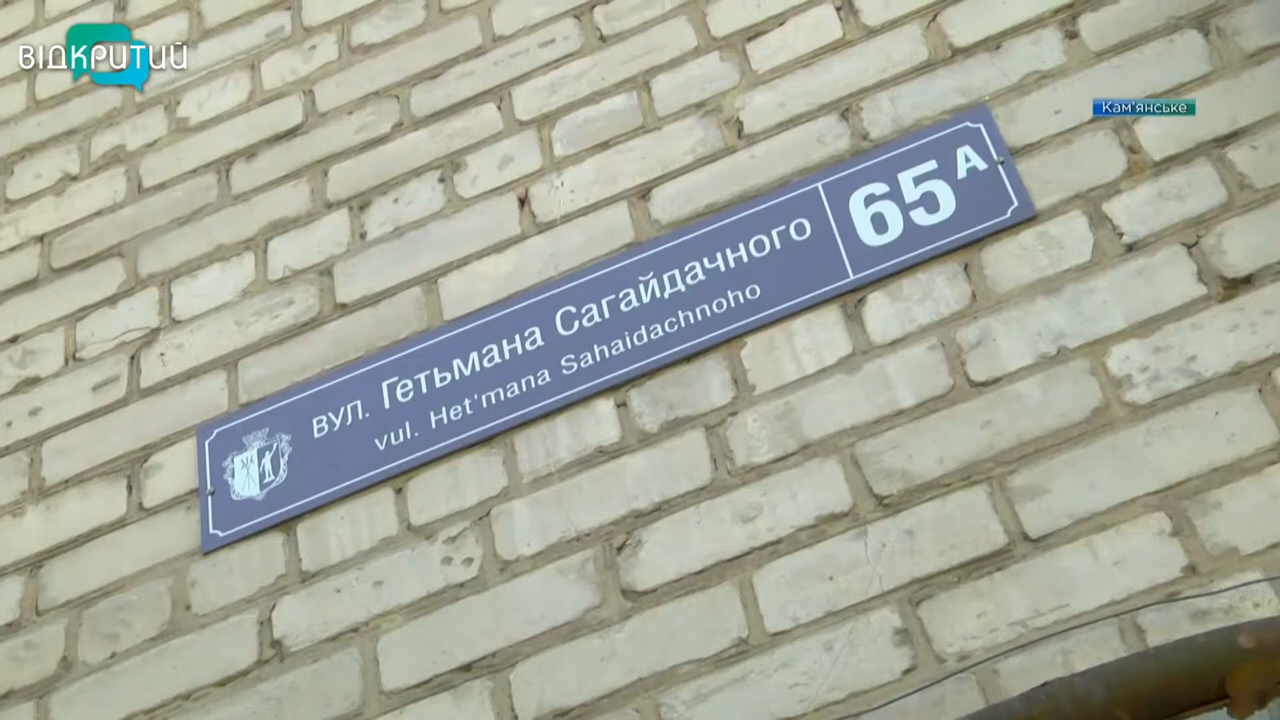 ВІДКРИТИЙ
Кам'янське
вул. Гетьмана Сагайдачного
vul. Het'mana Sahaidachnoho
65А